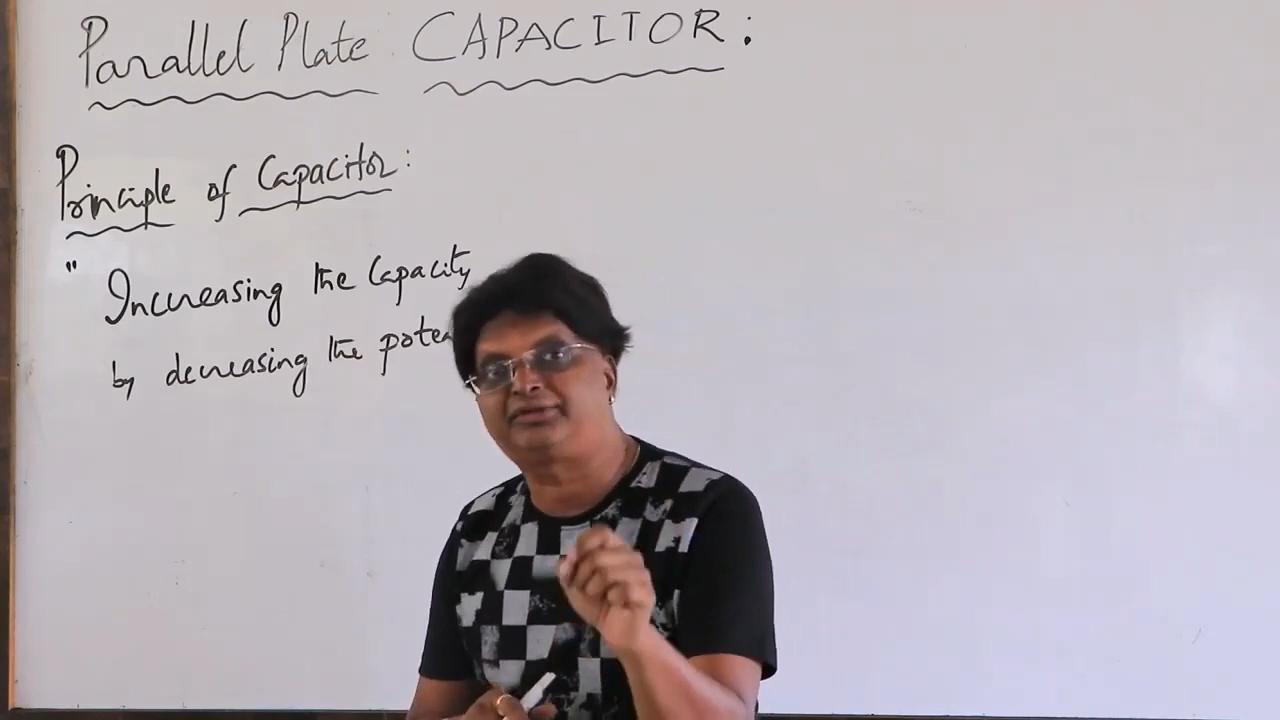 Parallel Plate CAPACITOR:
Principle of Capacitor:
" Increasing the Capacity
by decreasing the